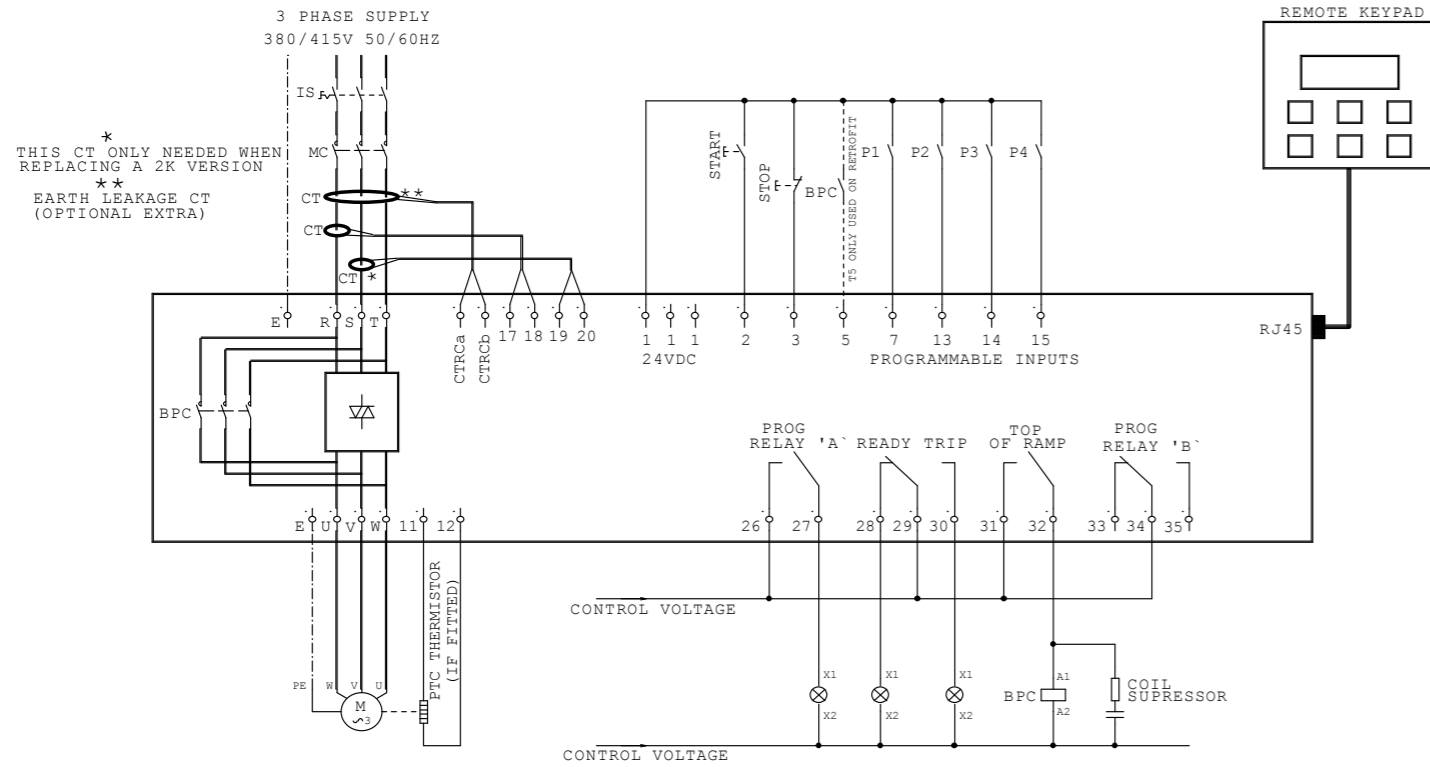 3 PHASE SUPPLY
380/415V 50/60HZ
REMOTE KEYPAD
IS
*
THIS CT ONLY NEEDED WHEN
REPLACING A 2K VERSION
**
EARTH LEAKAGE CT
(OPTIONAL EXTRA)
MC
CT
**
CT
CT *
START
STOP
BPC
T5 ONLY USED ON RETROFIT
P1
P2
P3
P4
E
R
S
T
CTRCa
CTRCb
17
18
19
20
1
1
1
24VDC
2
3
5
7
13
14
15
PROGRAMMABLE INPUTS
RJ45
BPC
PROG
RELAY 'A`
READY TRIP
TOP
OF RAMP
PROG
RELAY 'B`
E
U
V
W
11
12
26
27
28
29
30
31
32
33
34
35
CONTROL VOLTAGE
PTC THERMISTOR
(IF FITTED)
PE
W
V
U
M
3
X1
X2
X1
X2
X1
X2
BPC
A1
A2
COIL
SUPRESSOR
CONTROL VOLTAGE